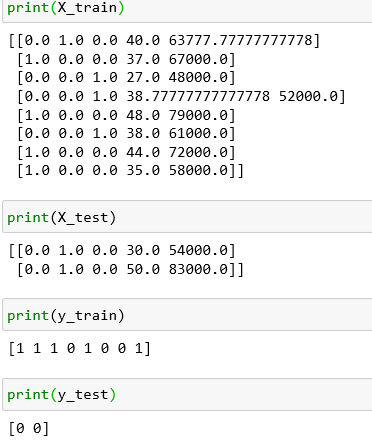 print(X_train)
[[0.0 1.0 0.0 40.0 63777.77777777778]
[1.0 0.0 0.0 37.0 67000.0]
[0.0 0.0 1.0 27.0 48000.0]
[0.0 0.0 1.0 38.77777777777778 52000.0]
[1.0 0.0 0.0 48.0 79000.0]
[0.0 0.0 1.0 38.0 61000.0]
[1.0 0.0 0.0 44.0 72000.0]
[1.0 0.0 0.0 35.0 58000.0]]
print(X_test)
[[0.0 1.0 0.0 30.0 54000.0]
[0.0 1.0 0.0 50.0 83000.0]]
print(y_train)
[1 1 1 0 1 0 0 1]
print(y_test)
[0 0]